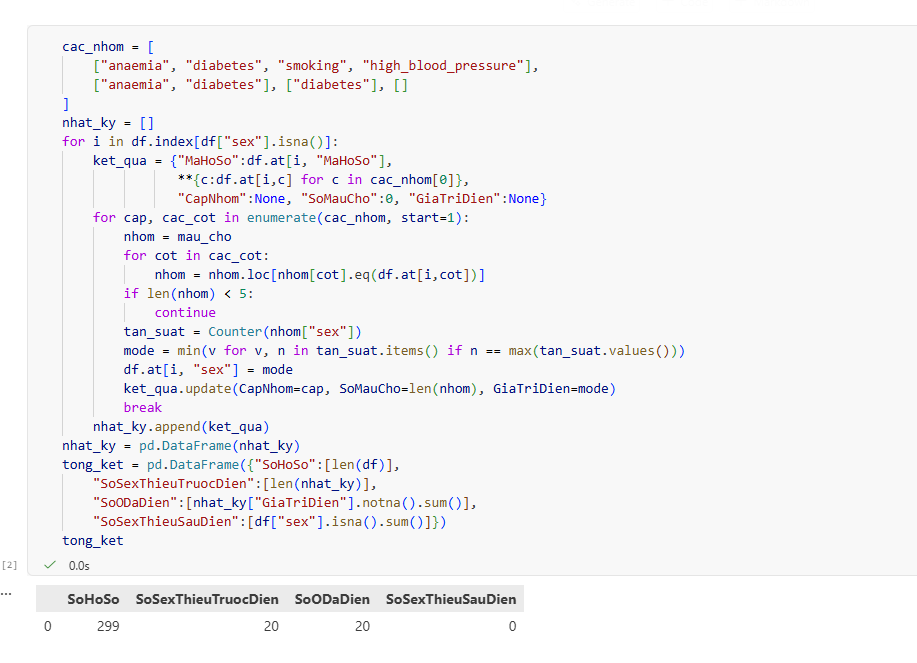 cac_nhom = [
["anaemia", "diabetes", "smoking", "high_blood_pressure"],
["anaemia", "diabetes"], ["diabetes"], []
]
nhat_ky = []
for i in df.index[df["sex"].isna()]:
ket_qua = {"MaHoSo":df.at[i, "MaHoSo"],
**{c:df.at[i,c] for c in cac_nhom[0]},
"CapNhom":None, "SoMauCho":0, "GiaTriDien":None}
for cap, cac_cot in enumerate(cac_nhom, start=1):
nhom = mau_cho
for cot in cac_cot:
nhom = nhom.loc[nhom[cot].eq(df.at[i,cot])]
if len(nhom) < 5:
continue
tan_suat = Counter(nhom["sex"])
mode = min(v for v, n in tan_suat.items() if n == max(tan_suat.values()))
df.at[i, "sex"] = mode
ket_qua.update(CapNhom=cap, SoMauCho=len(nhom), GiaTriDien=mode)
break
nhat_ky.append(ket_qua)
nhat_ky = pd.DataFrame(nhat_ky)
tong_ket = pd.DataFrame({"SoHoSo":[len(df)],
"SoSexThieuTruocDien":[len(nhat_ky)],
"SoODaDien":[nhat_ky["GiaTriDien"].notna().sum()],
"SoSexThieuSauDien":[df["sex"].isna().sum()]})
tong_ket
[2] ✓ 0.0s
...
SoHoSo SoSexThieuTruocDien SoODaDien SoSexThieuSauDien
0 299 20 20 0